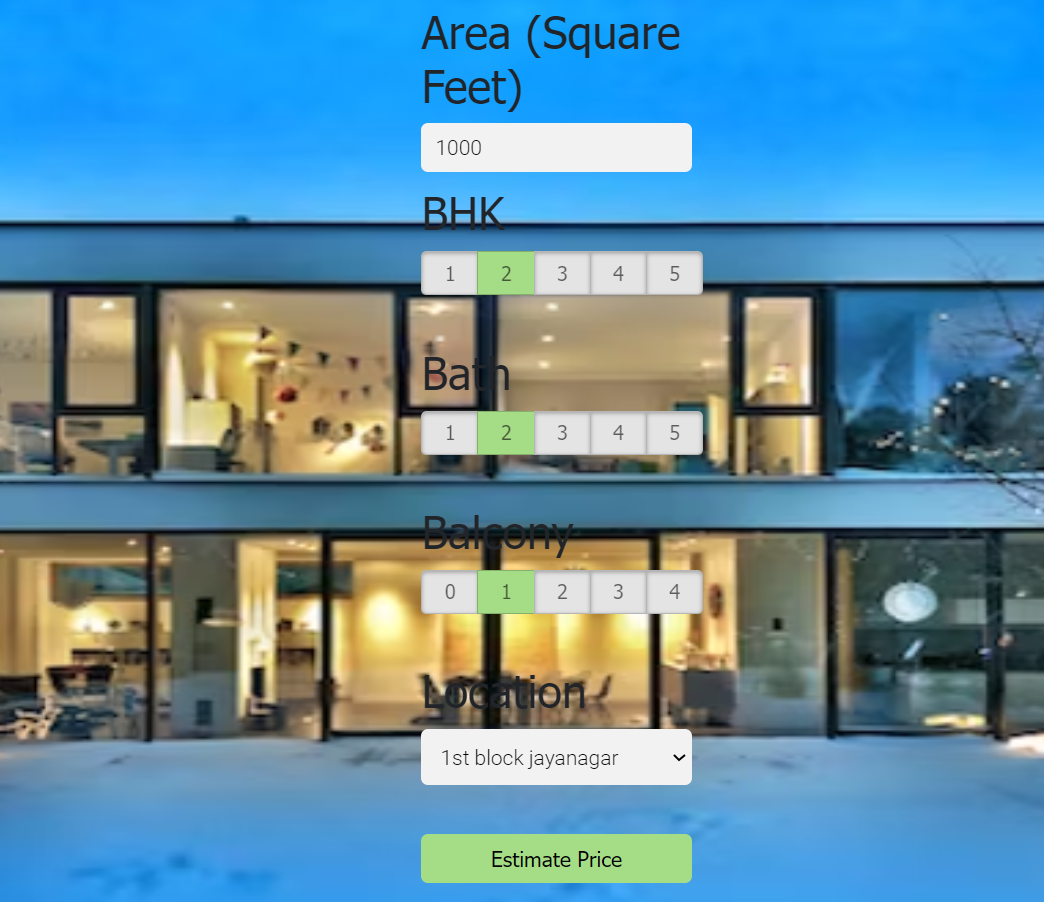 Area (Square
Feet)
1000
BHK
1 2 3 4 5
Bath
1 2 3 4 5
Balcony
0 1 2 3 4
Location
1st block jayanagar
Estimate Price